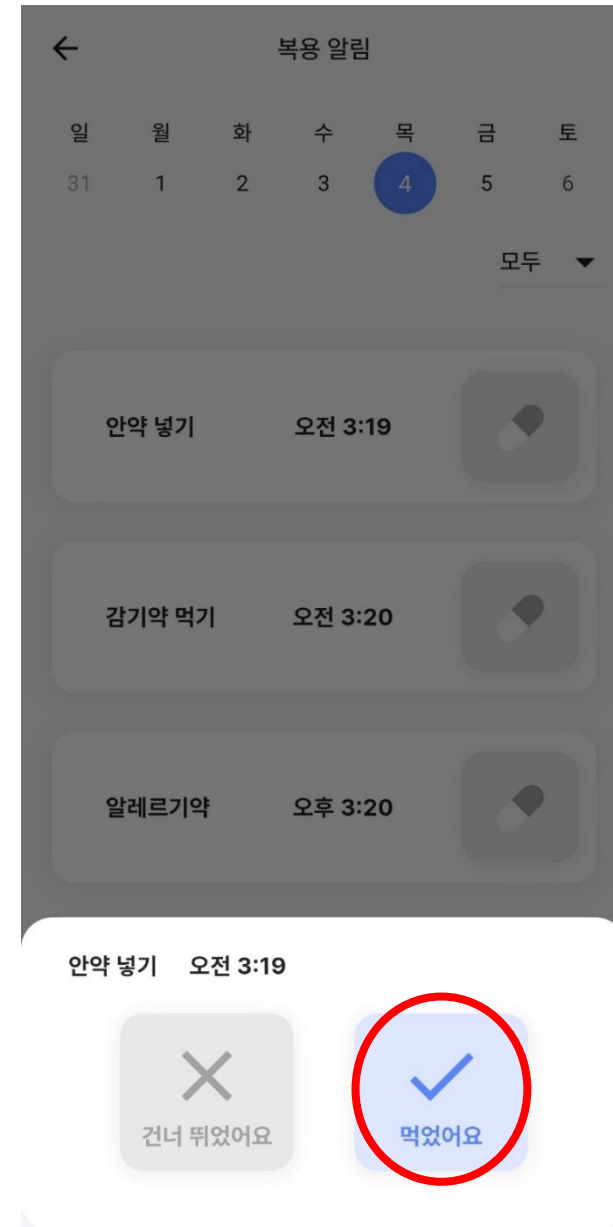 복용 알림
일 월 화 수 목 금 토
31 1 2 3 4 5 6
모두
안약 넣기 오전 3:19
감기약 먹기 오전 3:20
알레르기약 오후 3:20
안약 넣기 오전 3:19
건너 뛰었어요 먹었어요